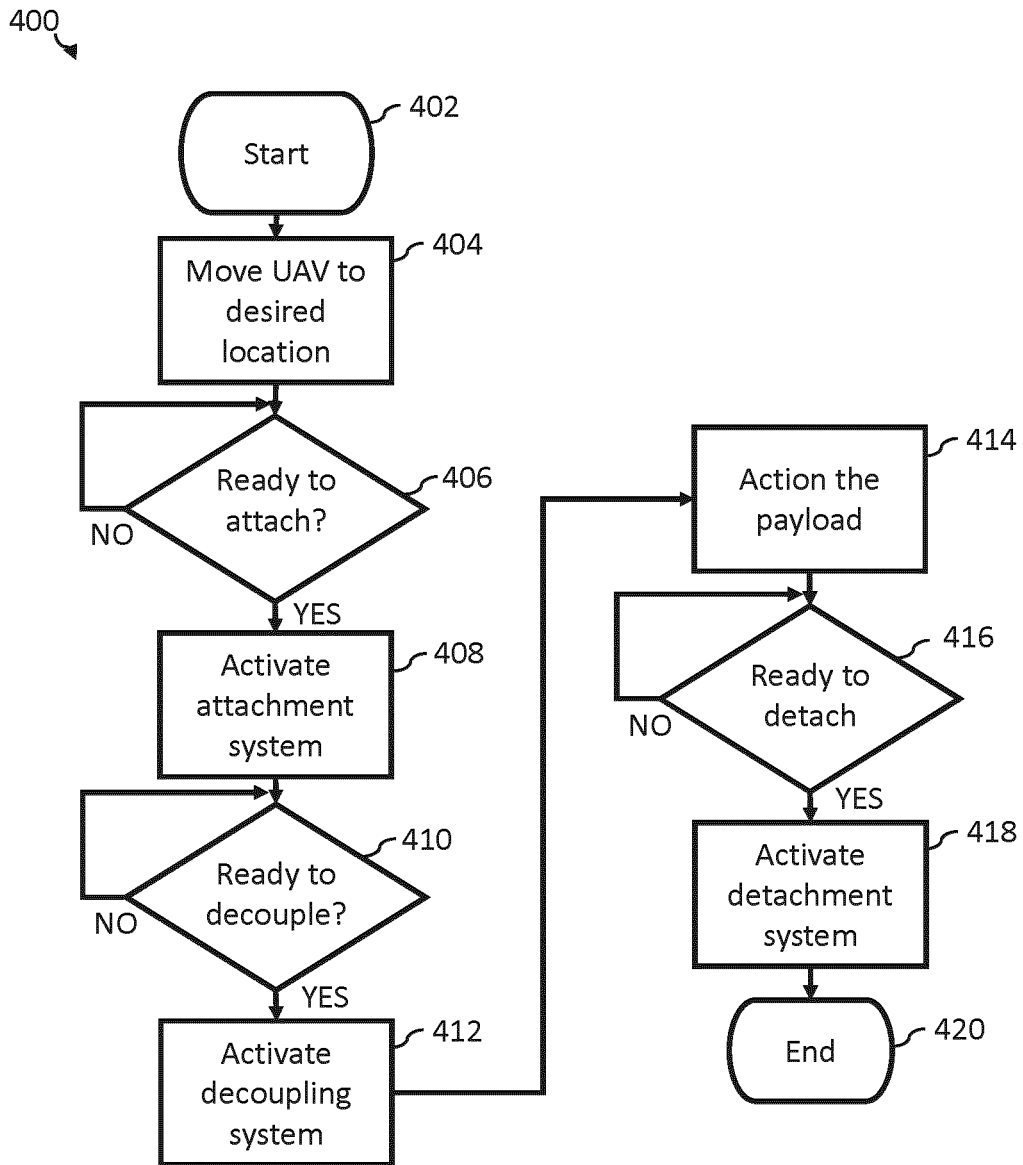 400
402
Start
404
Move UAV to
desired
location
406
Ready to
attach?
NO
YES
408
Activate
attachment
system
410
Ready to
decouple?
NO
YES
412
Activate
decoupling
system
414
Action the
payload
416
Ready to
detach
NO
YES
418
Activate
detachment
system
420
End